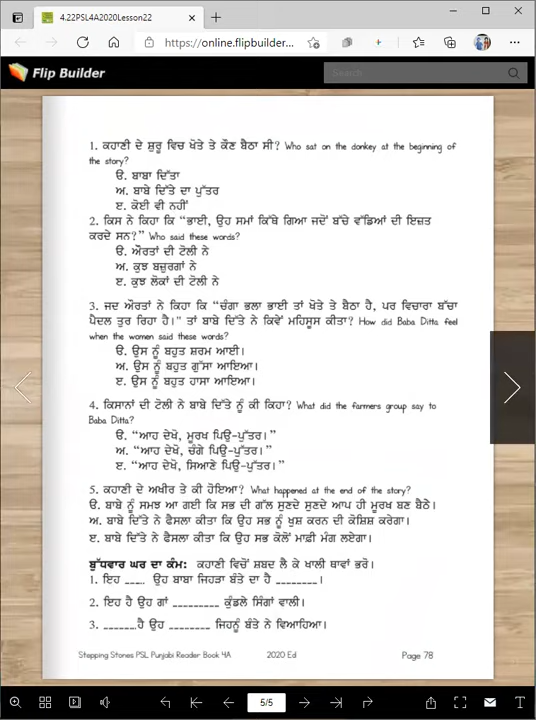 4.22PSL4A2020Lesson22
https://online.flipbuilder...
Flip Builder
Search
1. ਕਹਾਣੀ ਦੇ ਸ਼ੁਰੂ ਵਿਚ ਖੋਤੇ ਤੇ ਕੌਣ ਬੈਠਾ ਸੀ? Who sat on the donkey at the beginning of
the story?
ੳ. ਬਾਬਾ ਦਿੱਤਾ
ਅ. ਬਾਬੇ ਦਿੱਤੇ ਦਾ ਪੁੱਤਰ
ੲ. ਕੋਈ ਵੀ ਨਹੀਂ
2. ਕਿਸ ਨੇ ਕਿਹਾ ਕਿ “ਭਾਈ, ਉਹ ਸਮਾਂ ਕਿੱਥੇ ਗਿਆ ਜਦੋਂ ਬੱਚੇ ਵੱਡਿਆਂ ਦੀ ਇਜ਼ਤ
ਕਰਦੇ ਸਨ?” Who said these words?
ੳ. ਔਰਤਾਂ ਦੀ ਟੋਲੀ ਨੇ
ਅ. ਕੁਝ ਬਜ਼ੁਰਗਾਂ ਨੇ
ੲ. ਕੁਝ ਲੋਕਾਂ ਦੀ ਟੋਲੀ ਨੇ
3. ਜਦ ਔਰਤਾਂ ਨੇ ਕਿਹਾ ਕਿ “ਚੰਗਾ ਭਲਾ ਭਾਈ ਤਾਂ ਖੋਤੇ ਤੇ ਬੈਠਾ ਹੈ, ਪਰ ਵਿਚਾਰਾ ਬੱਚਾ
ਪੈਦਲ ਤੁਰ ਰਿਹਾ ਹੈ।" ਤਾਂ ਬਾਬੇ ਦਿੱਤੇ ਨੇ ਕਿਵੇਂ ਮਹਿਸੂਸ ਕੀਤਾ? How did Baba Ditta feel
when the women said these words?
ੳ. ਉਸ ਨੂੰ ਬਹੁਤ ਸ਼ਰਮ ਆਈ।
ਅ. ਉਸ ਨੂੰ ਬਹੁਤ ਗੁੱਸਾ ਆਇਆ।
ੲ. ਉਸ ਨੂੰ ਬਹੁਤ ਹਾਸਾ ਆਇਆ।
4. ਕਿਸਾਨਾਂ ਦੀ ਟੋਲੀ ਨੇ ਬਾਬੇ ਦਿੱਤੇ ਨੂੰ ਕੀ ਕਿਹਾ? What did the farmers group say to
Baba Ditta?
ੳ. “ਆਹ ਦੇਖੋ, ਮੂਰਖ ਪਿਉ-ਪੁੱਤਰ।”
ਅ. “ਆਹ ਦੇਖੋ, ਚੰਗੇ ਪਿਉ-ਪੁੱਤਰ।”
ੲ. “ਆਹ ਦੇਖੋ, ਸਿਆਣੇ ਪਿਉ-ਪੁੱਤਰ।”
5. ਕਹਾਣੀ ਦੇ ਅਖੀਰ ਤੇ ਕੀ ਹੋਇਆ? What happened at the end of the story?
ੳ. ਬਾਬੇ ਨੂੰ ਸਮਝ ਆ ਗਈ ਕਿ ਸਭ ਦੀ ਗੱਲ ਸੁਣਦੇ ਸੁਣਦੇ ਆਪ ਹੀ ਮੂਰਖ ਬਣ ਬੈਠੇ।
ਅ. ਬਾਬੇ ਦਿੱਤੇ ਨੇ ਫੈਸਲਾ ਕੀਤਾ ਕਿ ਉਹ ਸਭ ਨੂੰ ਖੁਸ਼ ਕਰਨ ਦੀ ਕੋਸ਼ਿਸ਼ ਕਰੇਗਾ।
ੲ. ਬਾਬੇ ਦਿੱਤੇ ਨੇ ਫੈਸਲਾ ਕੀਤਾ ਕਿ ਉਹ ਸਭ ਕੋਲੋਂ ਮਾਫ਼ੀ ਮੰਗ ਲਏਗਾ।
ਬੁੱਧਵਾਰ ਘਰ ਦਾ ਕੰਮ: ਕਹਾਣੀ ਵਿਚੋਂ ਸ਼ਬਦ ਲੈ ਕੇ ਖਾਲੀ ਥਾਵਾਂ ਭਰੋ।
1. ਇਹ ____ ਉਹ ਬਾਬਾ ਜਿਹੜਾ ਬੰਤੇ ਦਾ ਹੈ ________।
2. ਇਹ ਹੈ ਉਹ ਗਾਂ _________ ਕੁੰਡਲੇ ਸਿੰਗਾਂ ਵਾਲੀ।
3. _______ਹੈ ਉਹ ________ ਜਿਹਨੂੰ ਬੰਤੇ ਨੇ ਵਿਆਹਿਆ।
Stepping Stones PSL Punjabi Reader Book 4A 2020 Ed Page 78
5/5